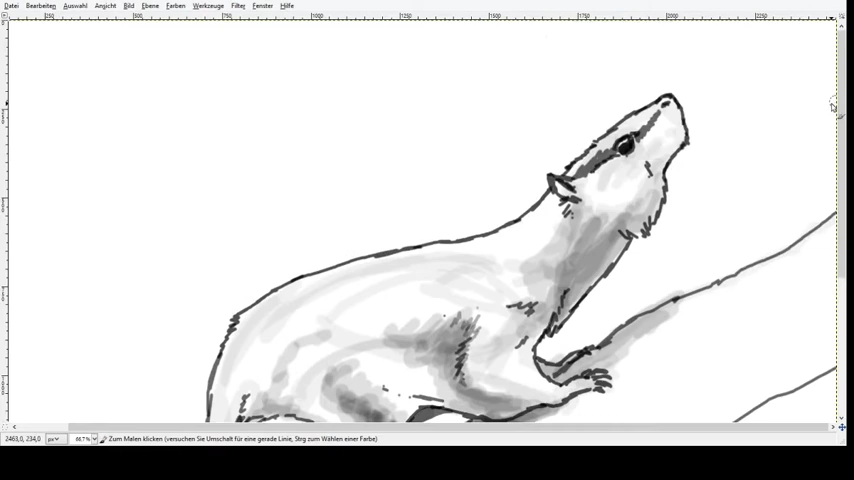 Datei Bearbeiten Auswahl Ansicht Bild Ebene Farben Werkzeuge Filter Fenster Hilfe
250 500 750 1000 1250 1500 1750 2000 2250
2463,0, 234,0 px 66.7% Zum Malen klicken (versuchen Sie Umschalt für eine gerade Linie, Strg zum Wählen einer Farbe)